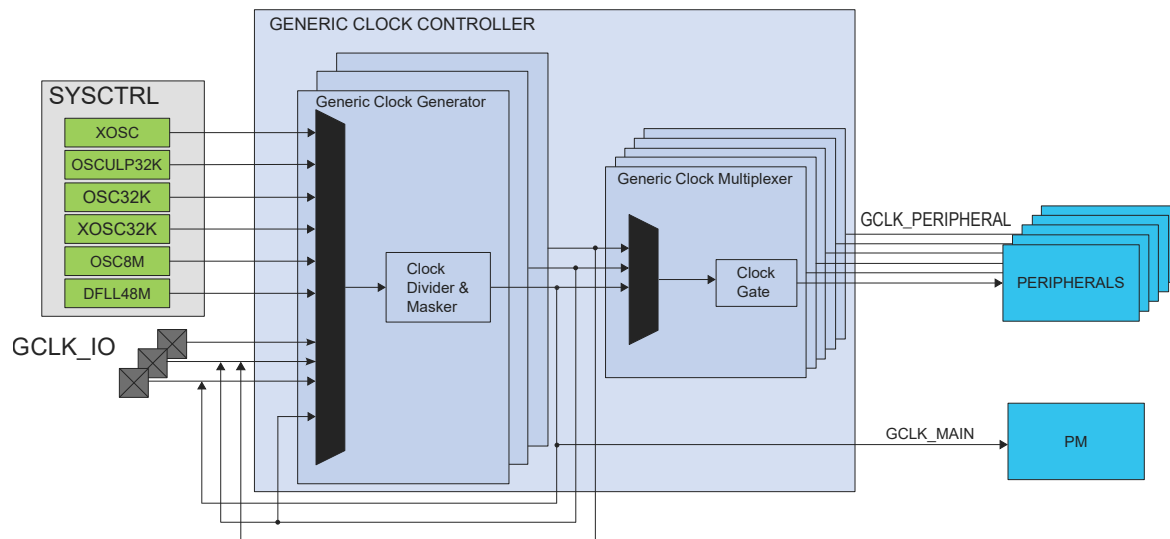 GENERIC CLOCK CONTROLLER
SYSCTRL
XOSC
OSCULP32K
OSC32K
XOSC32K
OSC8M
DFLL48M
GCLK_IO
Generic Clock Generator
Clock
Divider &
Masker
Generic Clock Multiplexer
Clock
Gate
GCLK_PERIPHERAL
PERIPHERALS
GCLK_MAIN
PM